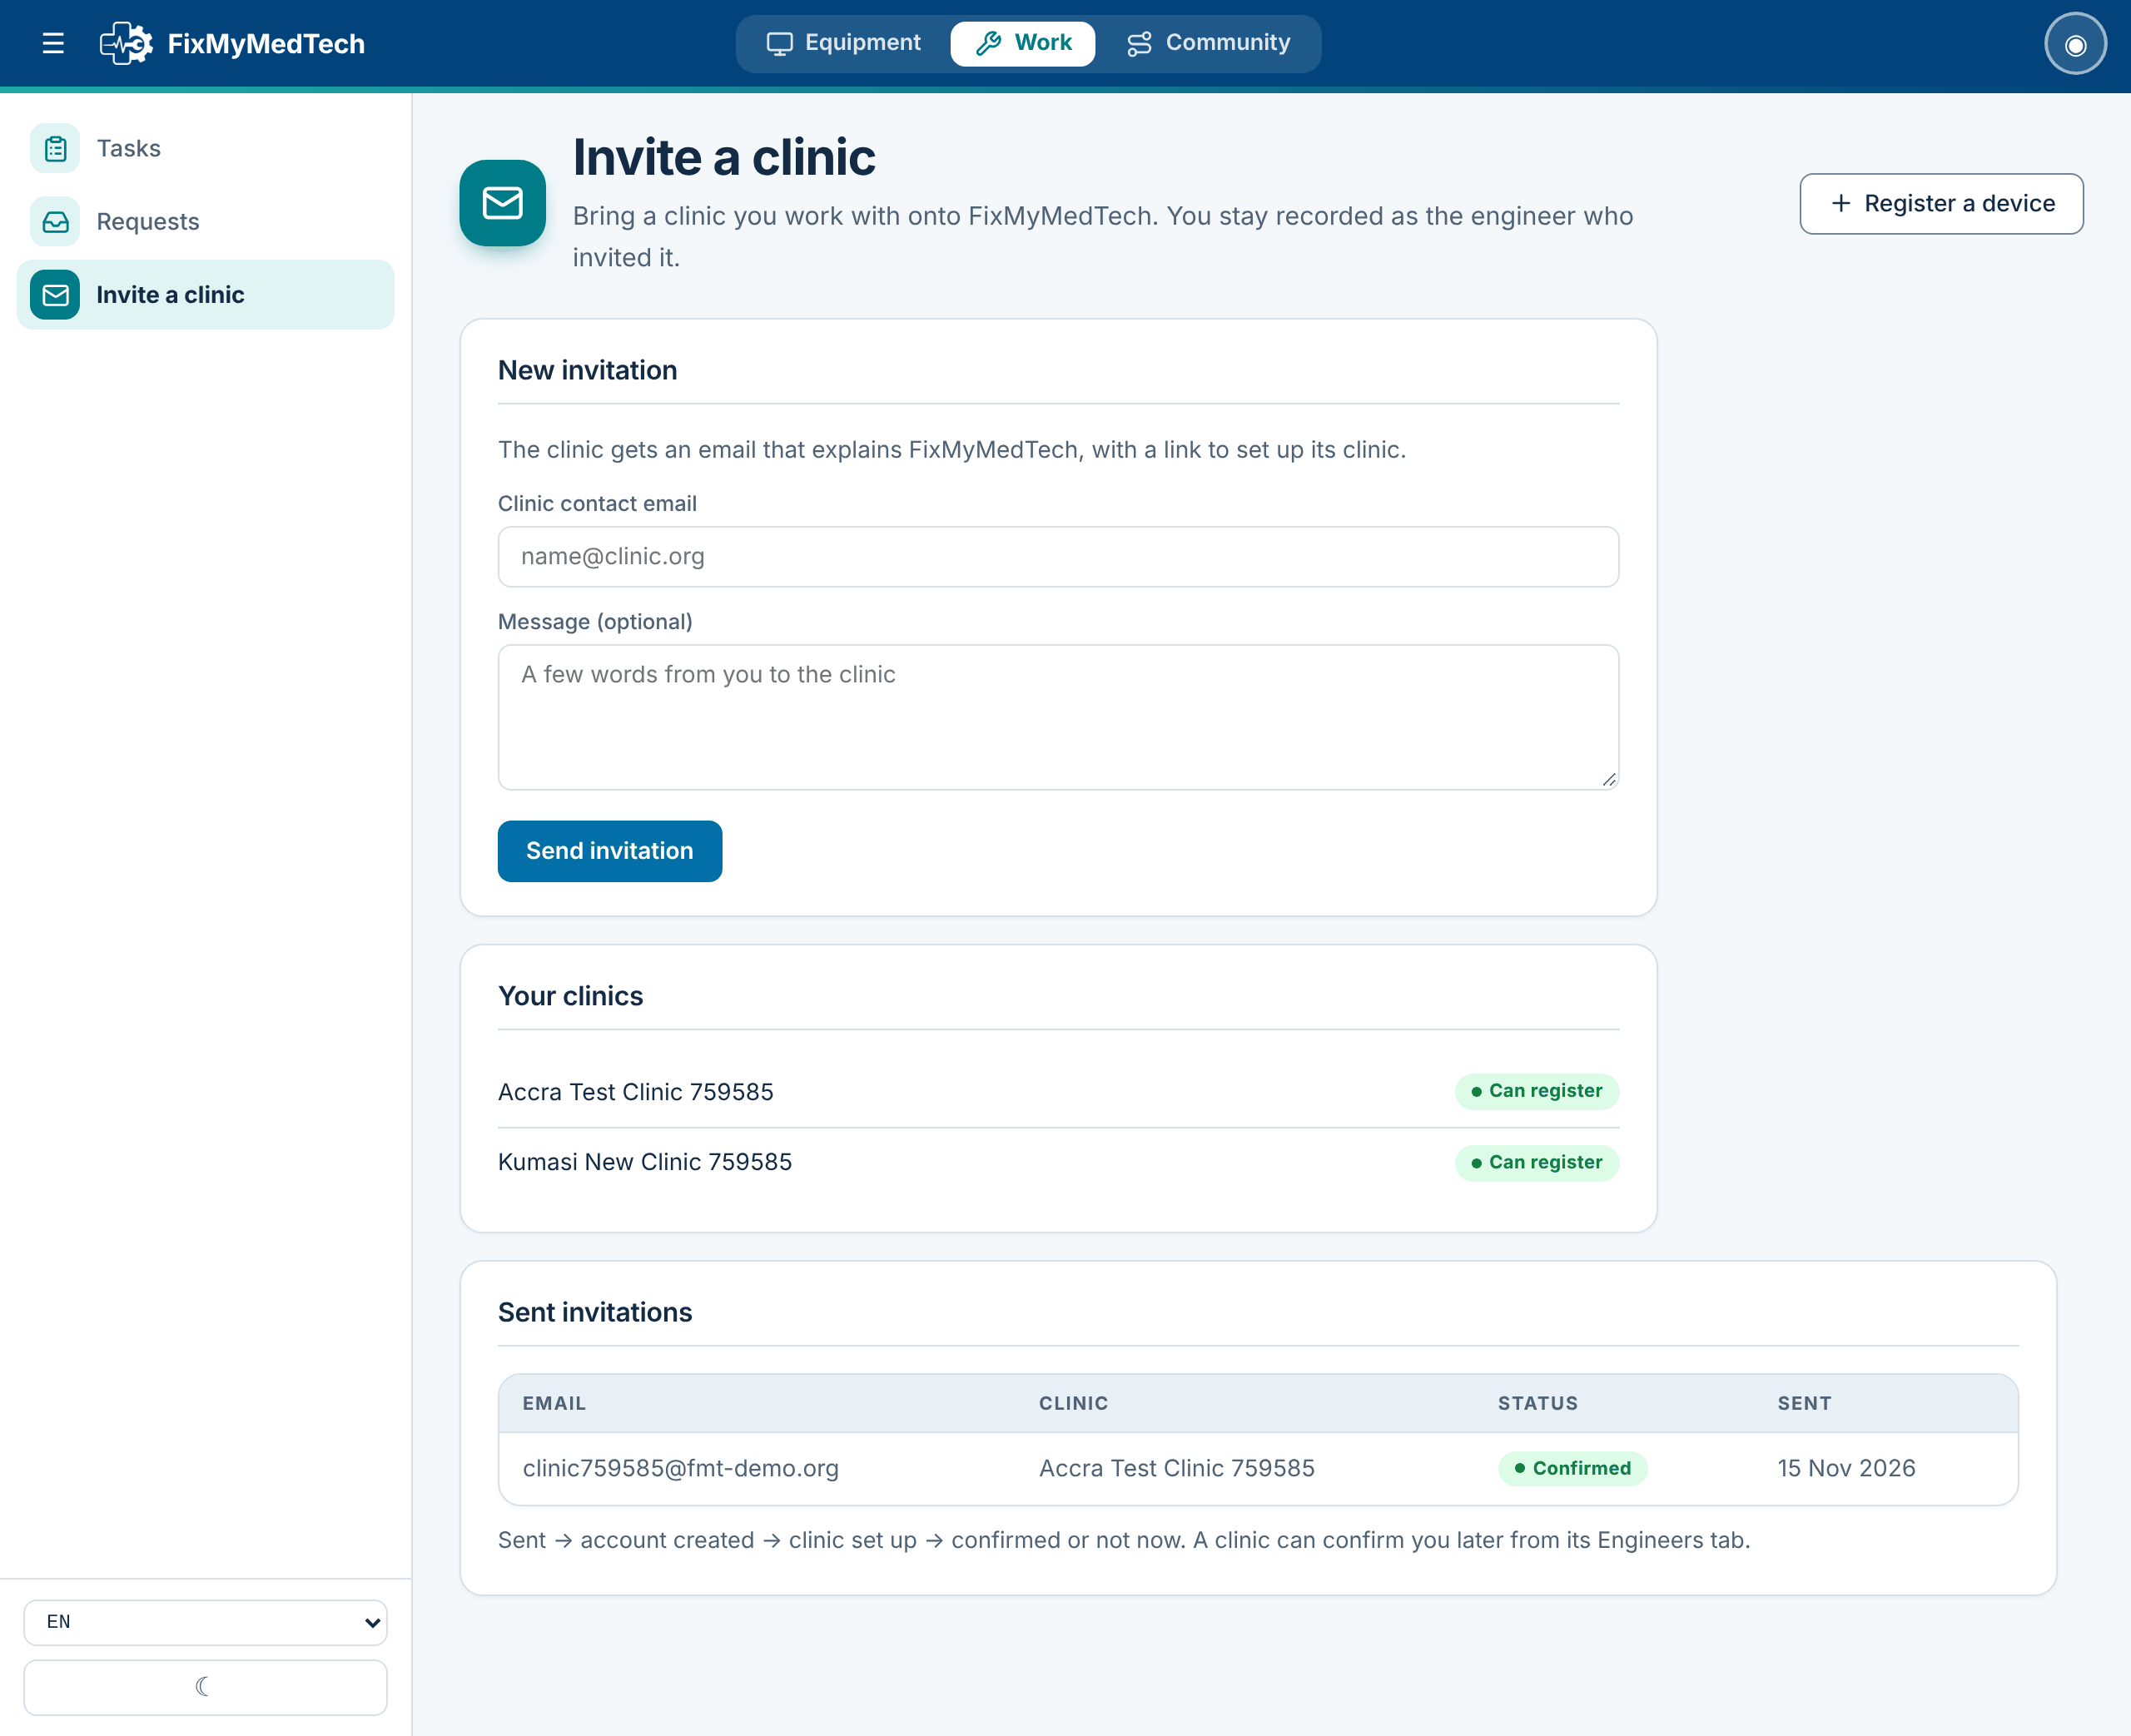 FixMyMedTech
Equipment
Work
Community
Tasks
Requests
Invite a clinic
Invite a clinic
Bring a clinic you work with onto FixMyMedTech. You stay recorded as the engineer who
invited it.
+ Register a device
New invitation
The clinic gets an email that explains FixMyMedTech, with a link to set up its clinic.
Clinic contact email
name@clinic.org
Message (optional)
A few words from you to the clinic
Send invitation
Your clinics
Accra Test Clinic 759585
Can register
Kumasi New Clinic 759585
Can register
Sent invitations
EMAIL CLINIC STATUS SENT
clinic759585@fmt-demo.org Accra Test Clinic 759585 Confirmed 15 Nov 2026
Sent → account created → clinic set up → confirmed or not now. A clinic can confirm you later from its Engineers tab.
EN